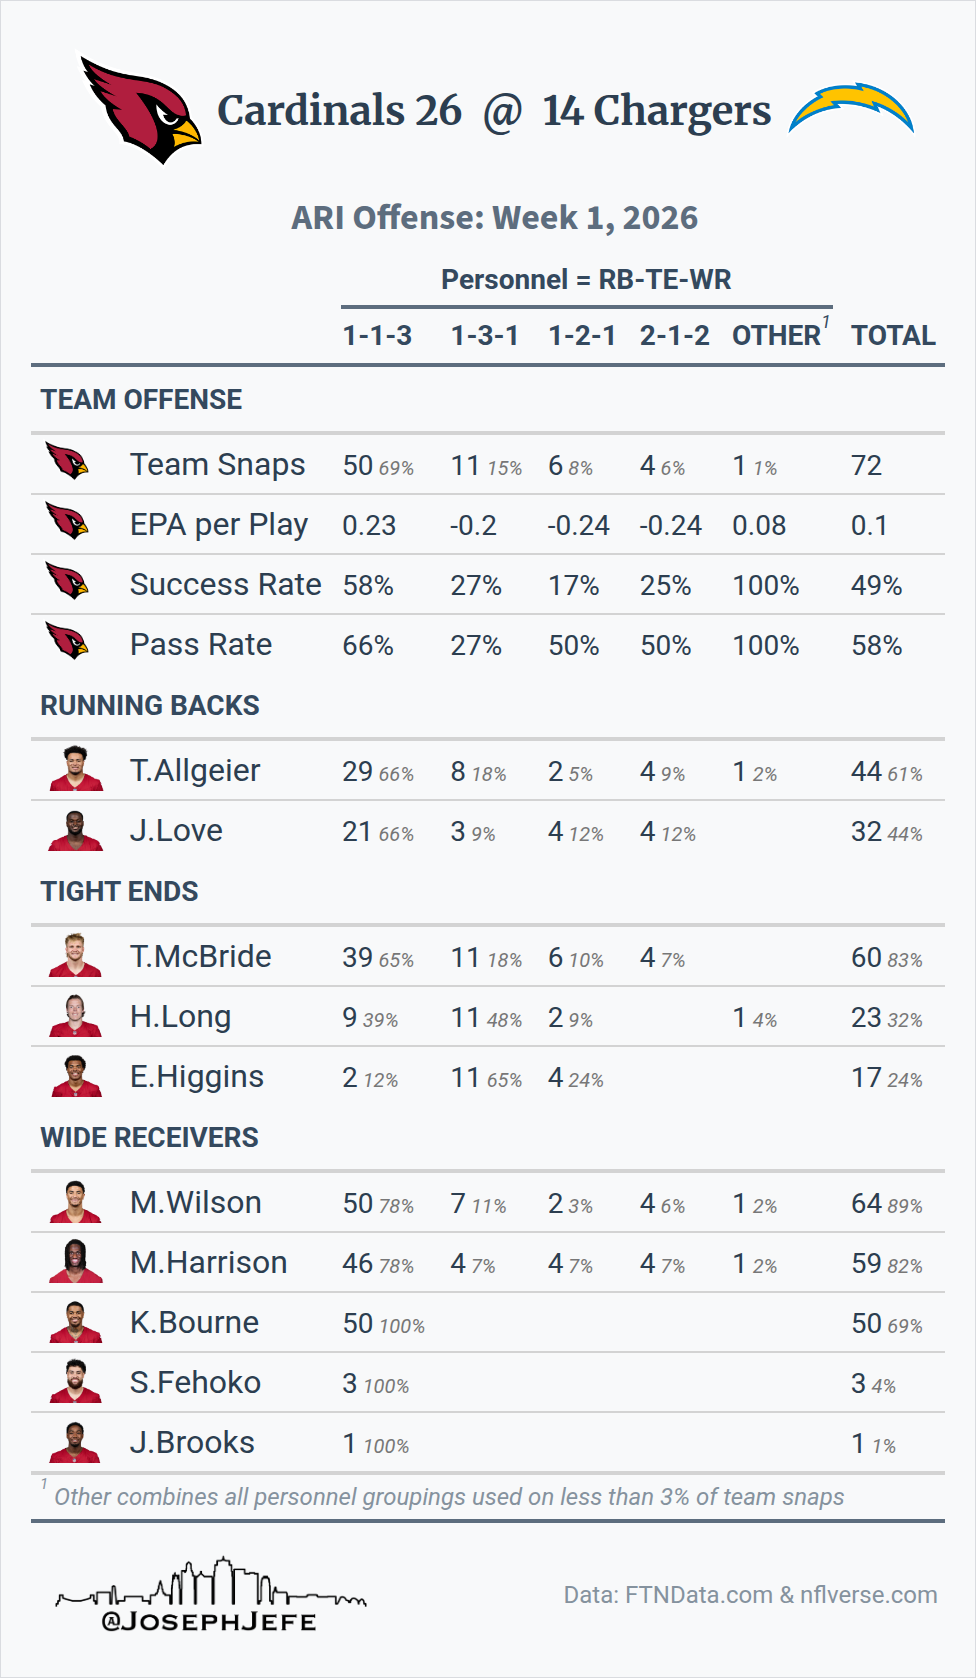 Cardinals 26 @ 14 Chargers
ARI Offense: Week 1, 2026
Personnel = RB-TE-WR
1-1-3 1-3-1 1-2-1 2-1-2 OTHER1 TOTAL
TEAM OFFENSE
Team Snaps 50 69% 11 15% 6 8% 4 6% 1 1% 72
EPA per Play 0.23 -0.2 -0.24 -0.24 0.08 0.1
Success Rate 58% 27% 17% 25% 100% 49%
Pass Rate 66% 27% 50% 50% 100% 58%
RUNNING BACKS
T.Allgeier 29 66% 8 18% 2 5% 4 9% 1 2% 44 61%
J.Love 21 66% 3 9% 4 12% 4 12% 32 44%
TIGHT ENDS
T.McBride 39 65% 11 18% 6 10% 4 7% 60 83%
H.Long 9 39% 11 48% 2 9% 1 4% 23 32%
E.Higgins 2 12% 11 65% 4 24% 17 24%
WIDE RECEIVERS
M.Wilson 50 78% 7 11% 2 3% 4 6% 1 2% 64 89%
M.Harrison 46 78% 4 7% 4 7% 4 7% 1 2% 59 82%
K.Bourne 50 100% 50 69%
S.Fehoko 3 100% 3 4%
J.Brooks 1 100% 1 1%
1 Other combines all personnel groupings used on less than 3% of team snaps
@JosephJefe
Data: FTNData.com & nflverse.com